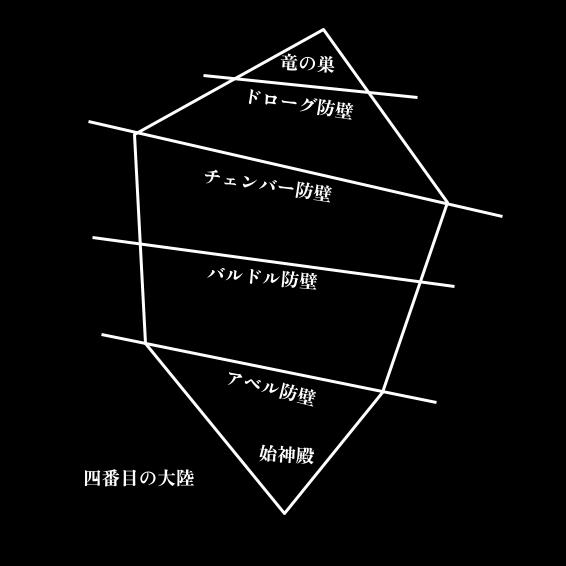 竜の巣
ドローグ防壁
チェンバー防壁
バルドル防壁
アベル防壁
始神殿
四番目の大陸